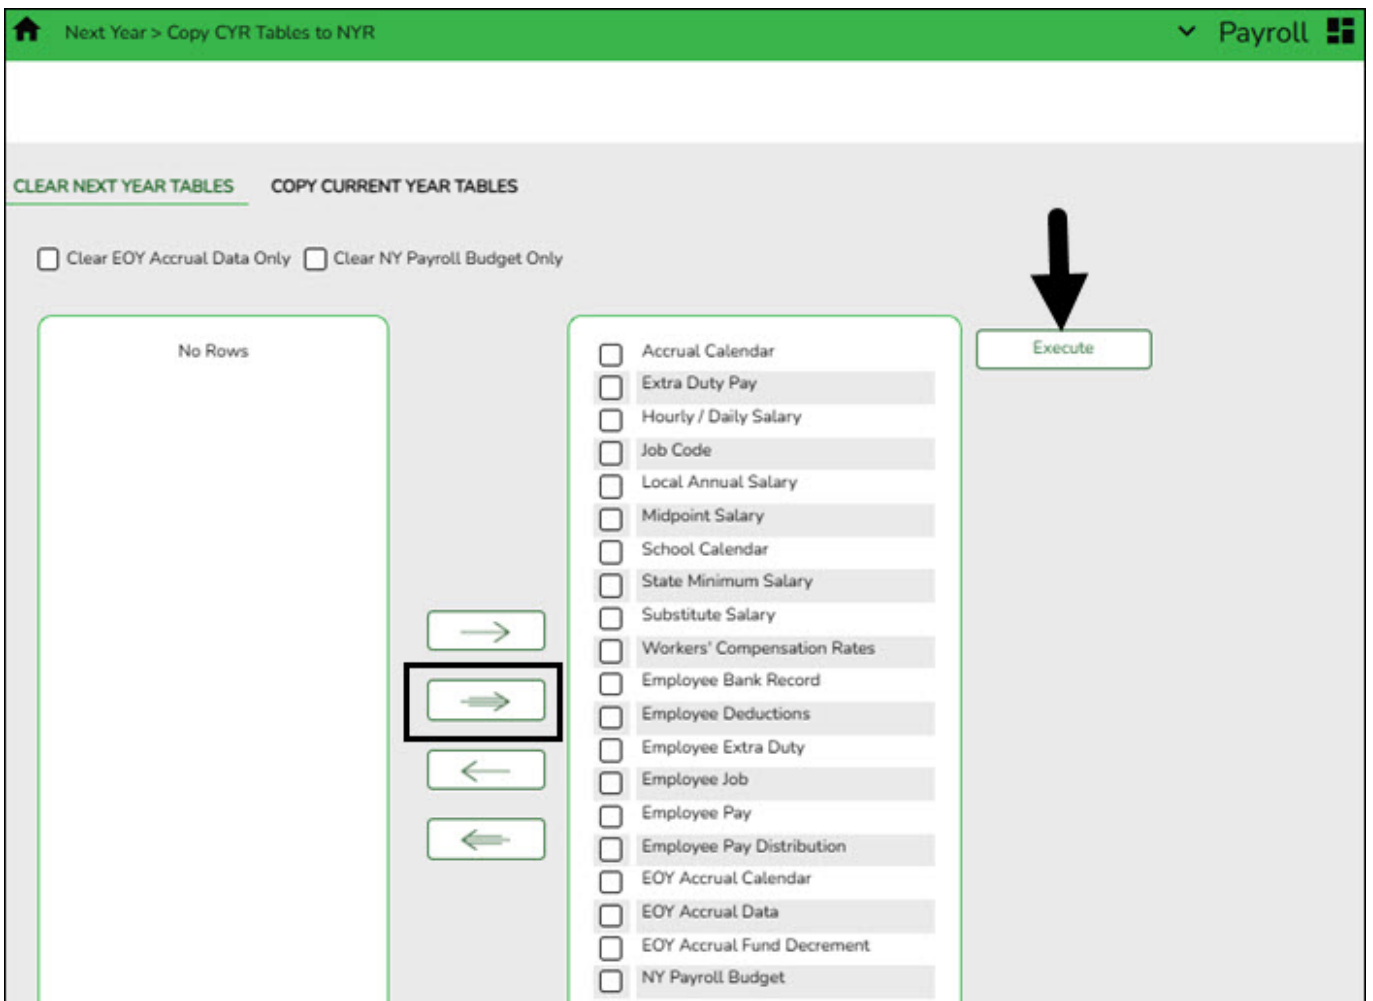 Next Year > Copy CYR Tables to NYR
Payroll
CLEAR NEXT YEAR TABLES COPY CURRENT YEAR TABLES
Clear EOY Accrual Data Only Clear NY Payroll Budget Only
No Rows
Accrual Calendar
Extra Duty Pay
Hourly / Daily Salary
Job Code
Local Annual Salary
Midpoint Salary
School Calendar
State Minimum Salary
Substitute Salary
Workers' Compensation Rates
Employee Bank Record
Employee Deductions
Employee Extra Duty
Employee Job
Employee Pay
Employee Pay Distribution
EOY Accrual Calendar
EOY Accrual Data
EOY Accrual Fund Decrement
NY Payroll Budget
Execute